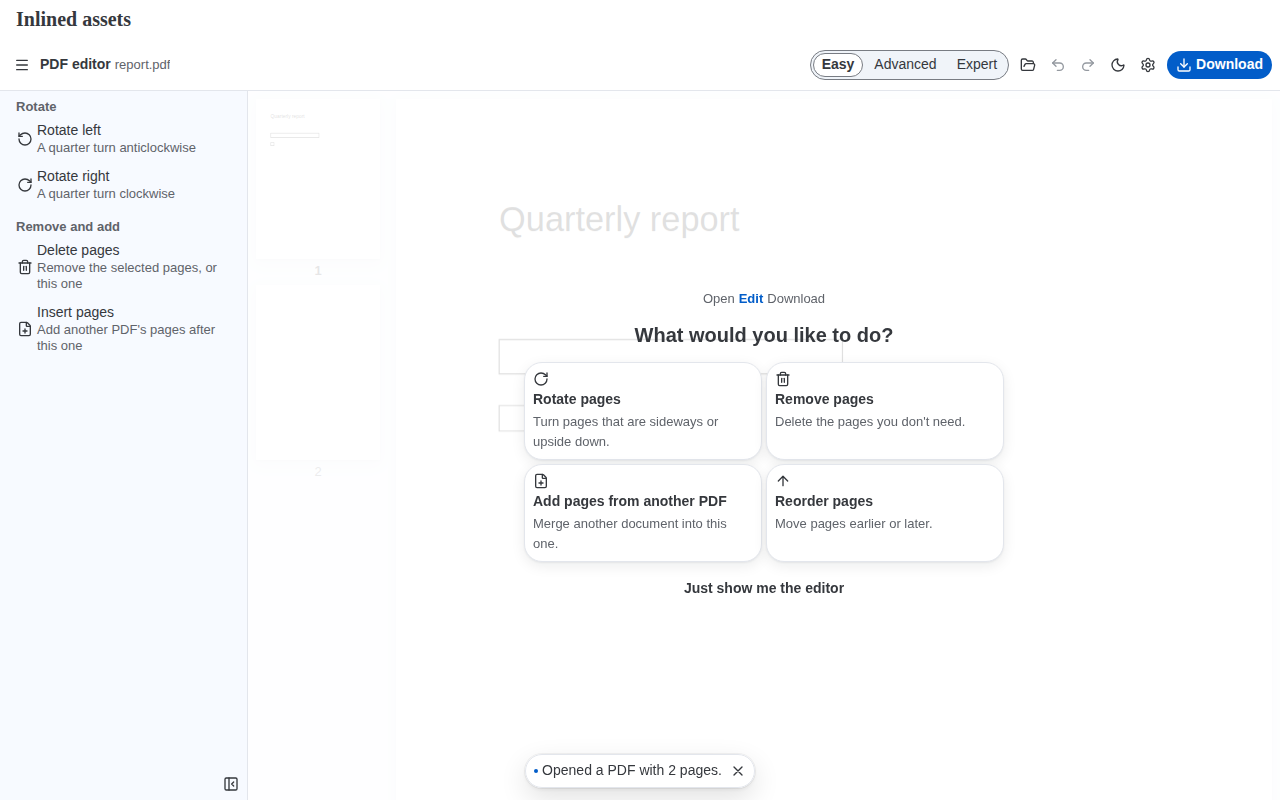 Inlined assets
PDF editor report.pdf
Easy Advanced Expert
Download
Rotate
Rotate left
A quarter turn anticlockwise
Rotate right
A quarter turn clockwise
Remove and add
Delete pages
Remove the selected pages, or
this one
Insert pages
Add another PDF's pages after
this one
Quarterly report
1
2
Quarterly report
Open Edit Download
What would you like to do?
Rotate pages
Turn pages that are sideways or
upside down.
Remove pages
Delete the pages you don't need.
Add pages from another PDF
Merge another document into this
one.
Reorder pages
Move pages earlier or later.
Just show me the editor
Opened a PDF with 2 pages.